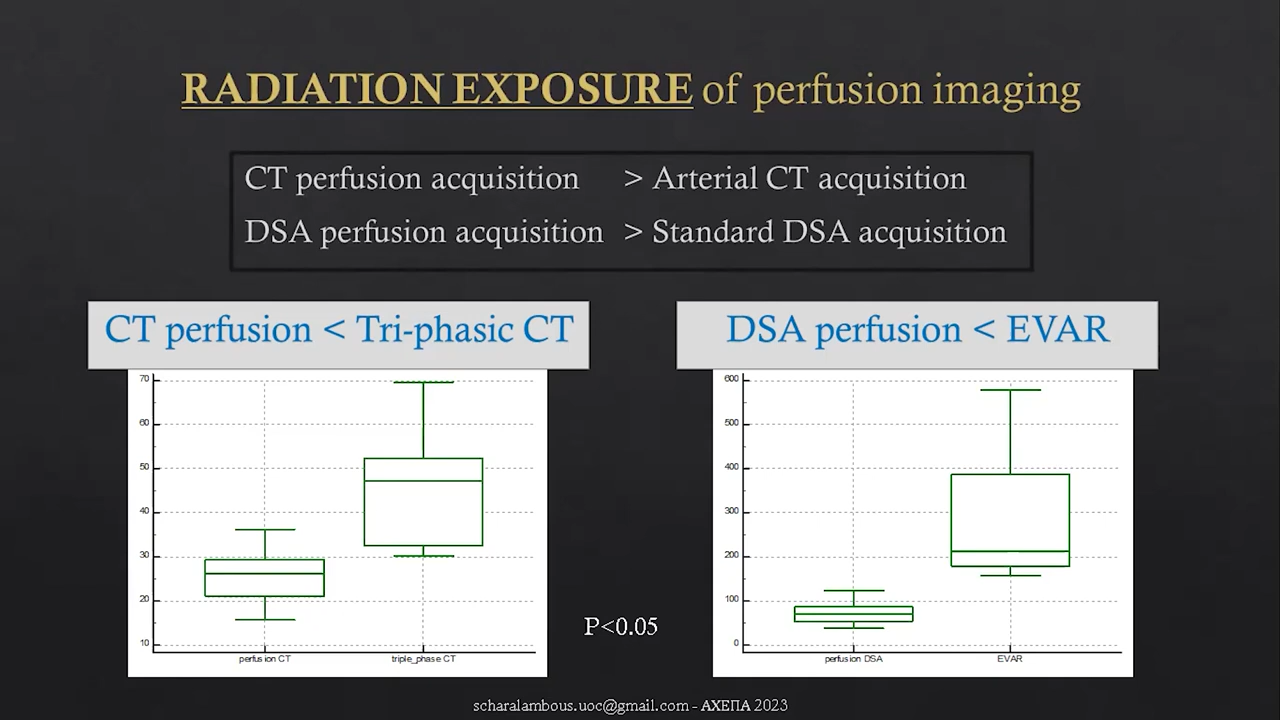 RADIATION EXPOSURE of perfusion imaging
CT perfusion acquisition > Arterial CT acquisition
DSA perfusion acquisition > Standard DSA acquisition
CT perfusion < Tri-phasic CT
DSA perfusion < EVAR
70
60
50
40
30
20
10
perfusion CT
triple_phase CT
P<0.05
600
500
400
300
200
100
0
perfusion DSA
EVAR
scharalambous.uoc@gmail.com - ΑΧΕΠΑ 2023